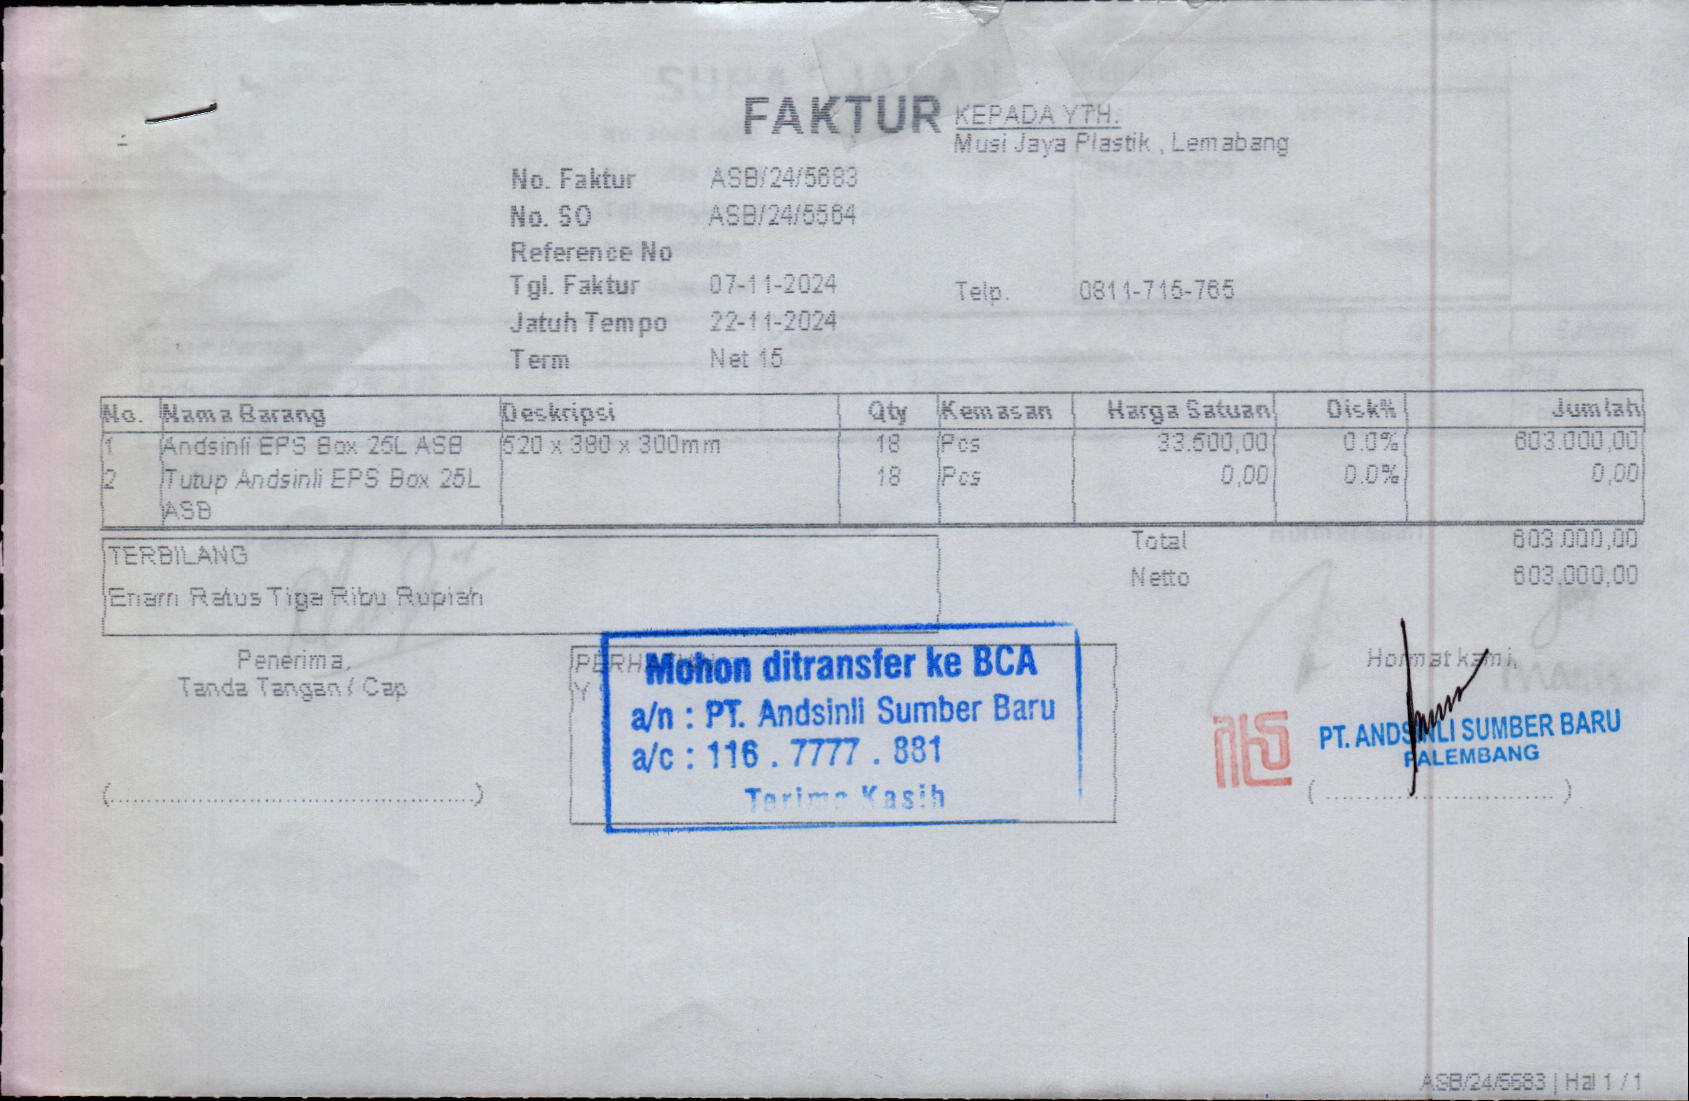 FAKTUR
KEPADA YTH.
Musi Jaya Plastik , Lemabang
No. Faktur ASB/24/5683
No. SO ASB/24/5564
Reference No
Tgl. Faktur 07-11-2024
Telp. 0811-715-765
Jatuh Tempo 22-11-2024
Term Net 15
No. Nama Barang Deskripsi Qty Kemasan Harga Satuan Disk% Jumlah
1 Andsinli EPS Box 25L ASB 520 x 380 x 300mm 18 Pcs 33.500,00 0.0% 603.000,00
2 Tutup Andsinli EPS Box 25L 18 Pcs 0,00 0.0% 0,00
ASB
Total 603.000,00
Netto 603.000,00
TERBILANG
Enam Ratus Tiga Ribu Rupiah
Penerima,
Tanda Tangan / Cap
(................................................)
Mohon ditransfer ke BCA
a/n : PT. Andsinli Sumber Baru
a/c : 116 . 7777 . 881
Terima Kasih
Hormat kami,
PT. ANDSINLI SUMBER BARU
PALEMBANG
( .............................. )
ASB/24/5683 | Hal 1 / 1